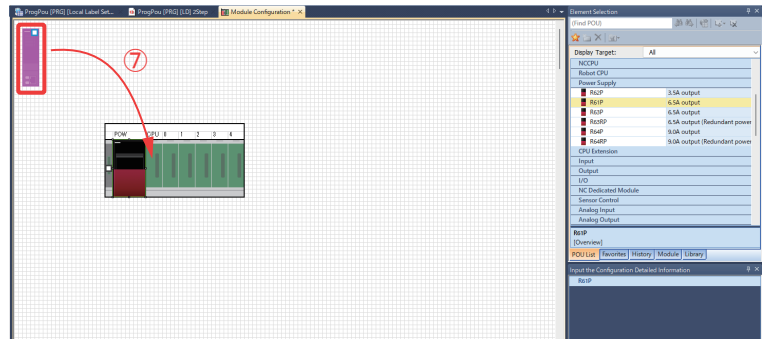 ProgPou [PRG] [Local Label Set...
ProgPou [PRG] [LD] 2Step
Module Configuration *
Element Selection
(Find POU)
Display Target:
All
NCCPU
Robot CPU
Power Supply
R62P 3.5A output
R61P 6.5A output
R63P 6.5A output
R63RP 6.5A output (Redundant power
R64P 9.0A output
R64RP 9.0A output (Redundant power
CPU Extension
Input
Output
I/O
NC Dedicated Module
Sensor Control
Analog Input
Analog Output
R61P
[Overview]
POU List Favorites History Module Library
Input the Configuration Detailed Information
R61P
⑦
POW CPU 0 1 2 3 4